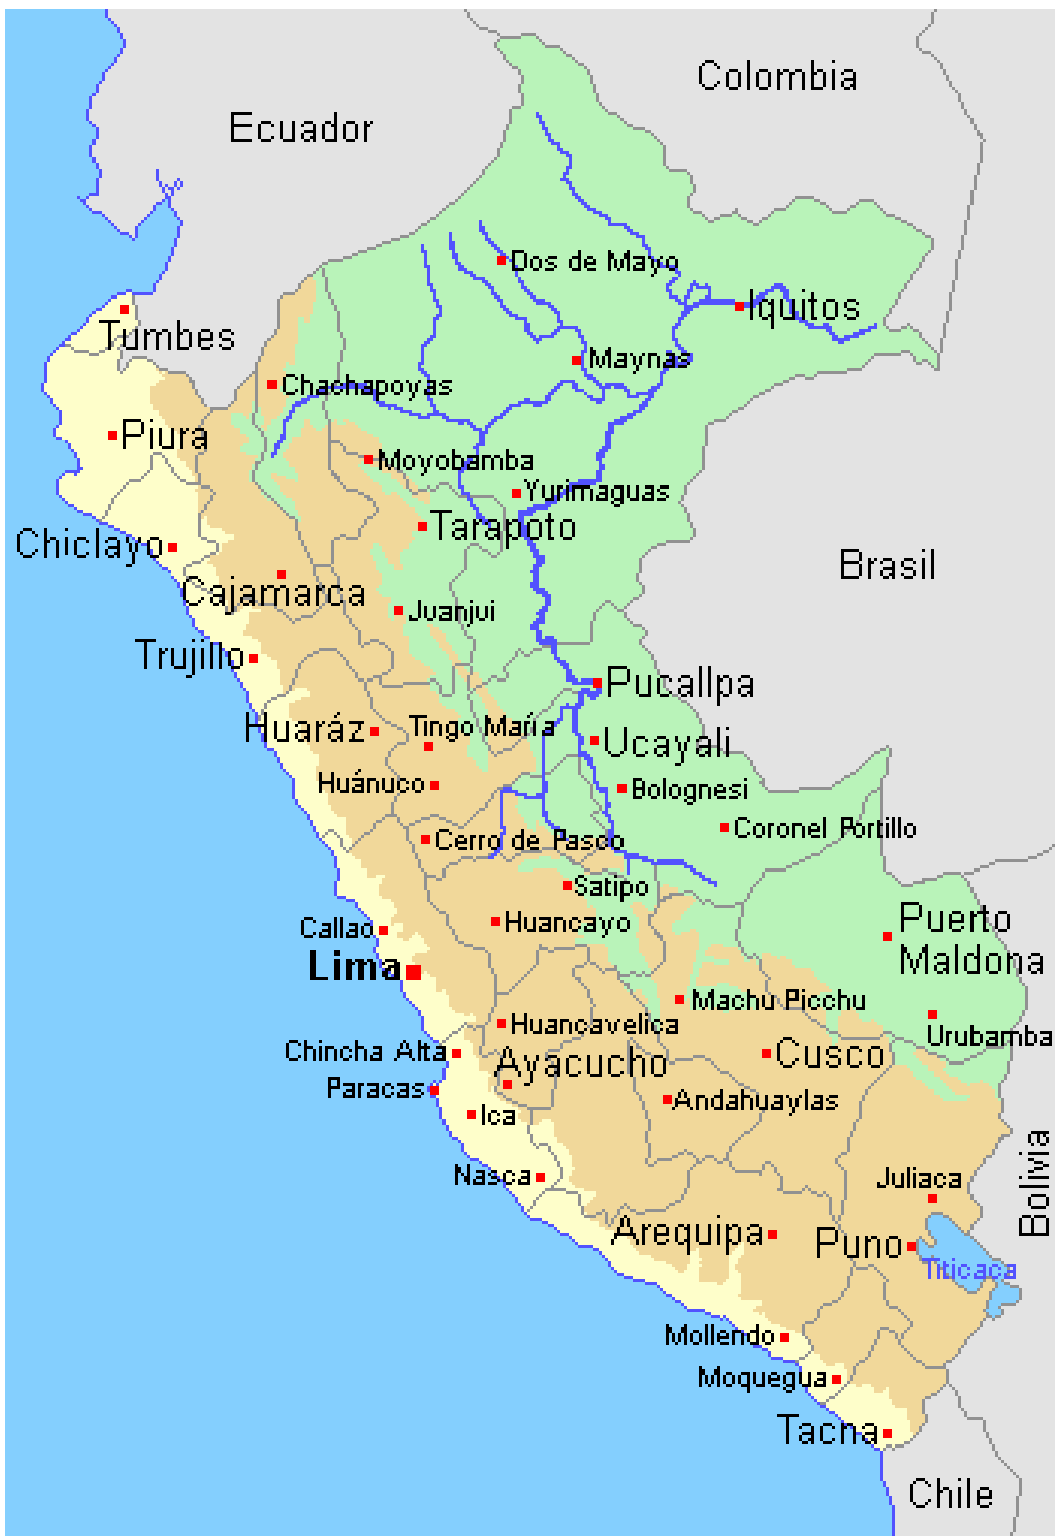 Colombia
Ecuador
Dos de Mayo
Iquitos
Tumbes
Maynas
Chachapoyas
Piura
Moyobamba
Yurimaguas
Tarapoto
Chiclayo
Brasil
Cajamarca
Juanjui
Trujillo
Pucallpa
Huaráz
Tingo María
Ucayali
Huánuco
Bolognesi
Coronel Portillo
Cerro de Pasco
Satipo
Callao
Huancayo
Puerto
Maldona
Lima
Machu Picchu
Huancavelica
Urubamba
Chincha Alta
Ayacucho
Cusco
Paracas
Andahuaylas
Ica
Bolivia
Nasca
Juliaca
Arequipa
Puno
Titicaca
Mollendo
Moquegua
Tacna
Chile